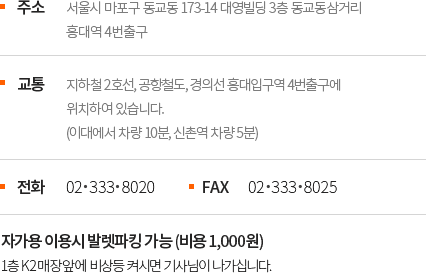 주소 서울시 마포구 동교동 173-14 대영빌딩 3층 동교동삼거리
홍대역 4번출구
교통 지하철 2호선, 공항철도, 경의선 홍대입구역 4번출구에
위치하여 있습니다.
(이대에서 차량 10분, 신촌역 차량 5분)
전화 02·333·8020 FAX 02·333·8025
자가용 이용시 발렛파킹 가능 (비용 1,000원)
1층 K2매장앞에 비상등 켜시면 기사님이 나가십니다.